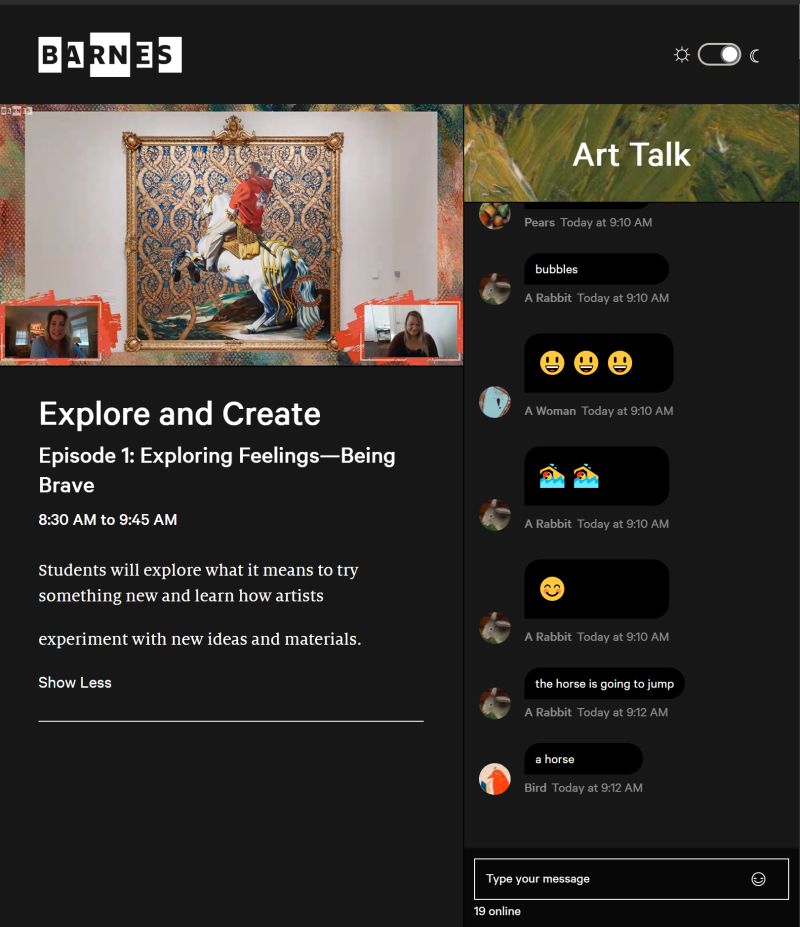 BARNES
BARNES
Art Talk
Pears Today at 9:10 AM
bubbles
A Rabbit Today at 9:10 AM
😃 😃 😃
A Woman Today at 9:10 AM
🏊 🏊
A Rabbit Today at 9:10 AM
😊
A Rabbit Today at 9:10 AM
the horse is going to jump
A Rabbit Today at 9:12 AM
a horse
Bird Today at 9:12 AM
Type your message
19 online
Explore and Create
Episode 1: Exploring Feelings—Being
Brave
8:30 AM to 9:45 AM
Students will explore what it means to try
something new and learn how artists
experiment with new ideas and materials.
Show Less